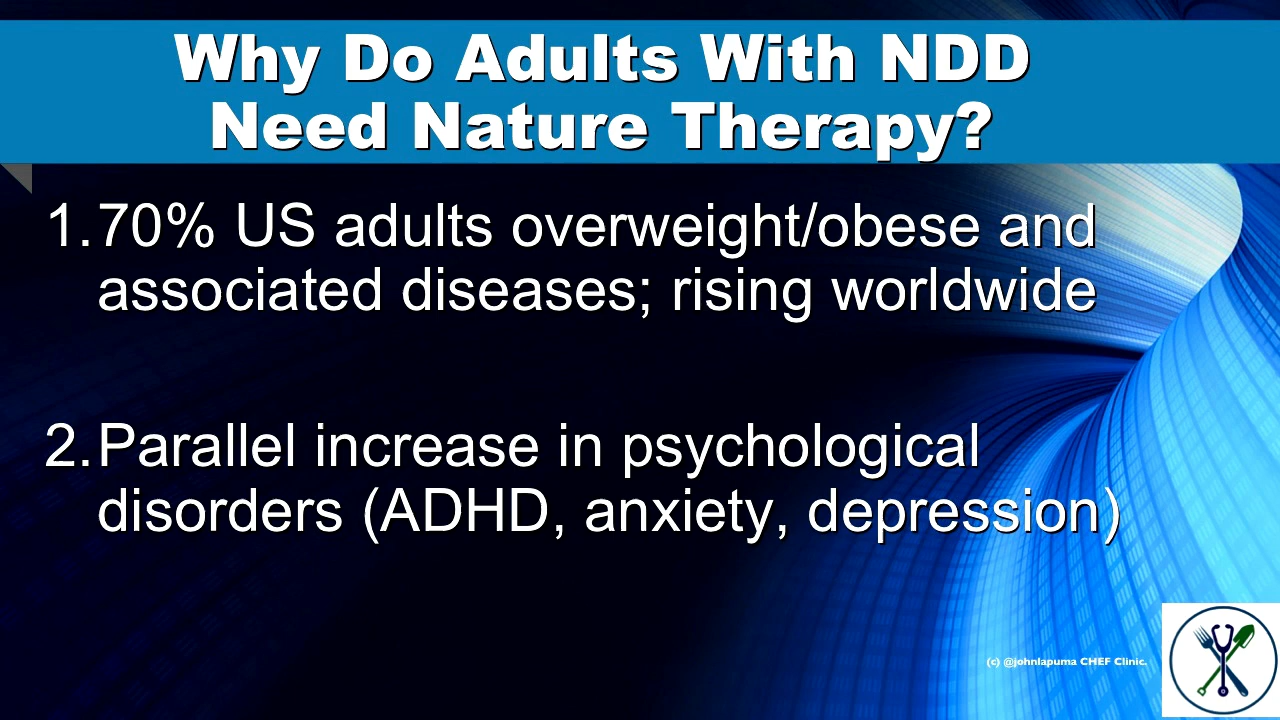 Why Do Adults With NDD
Need Nature Therapy?
1. 70% US adults overweight/obese and
associated diseases; rising worldwide
2. Parallel increase in psychological
disorders (ADHD, anxiety, depression)
(c) @johnlapuma CHEF Clinic.